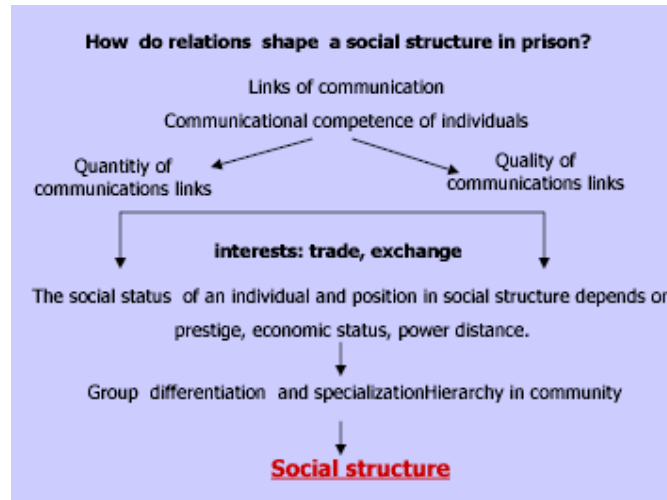 How do relations shape a social structure in prison?
Links of communication
Communicational competence of individuals
Quantitiy of
communications links
Quality of
communications links
interests: trade, exchange
The social status of an individual and position in social structure depends or
prestige, economic status, power distance.
Group differentiation and specializationHierarchy in community
Social structure